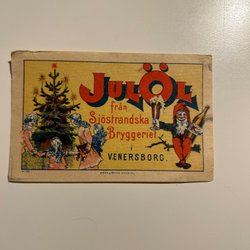 JULÖL
från
Sjöstrandska
Bryggeriet
i
VENERSBORG.